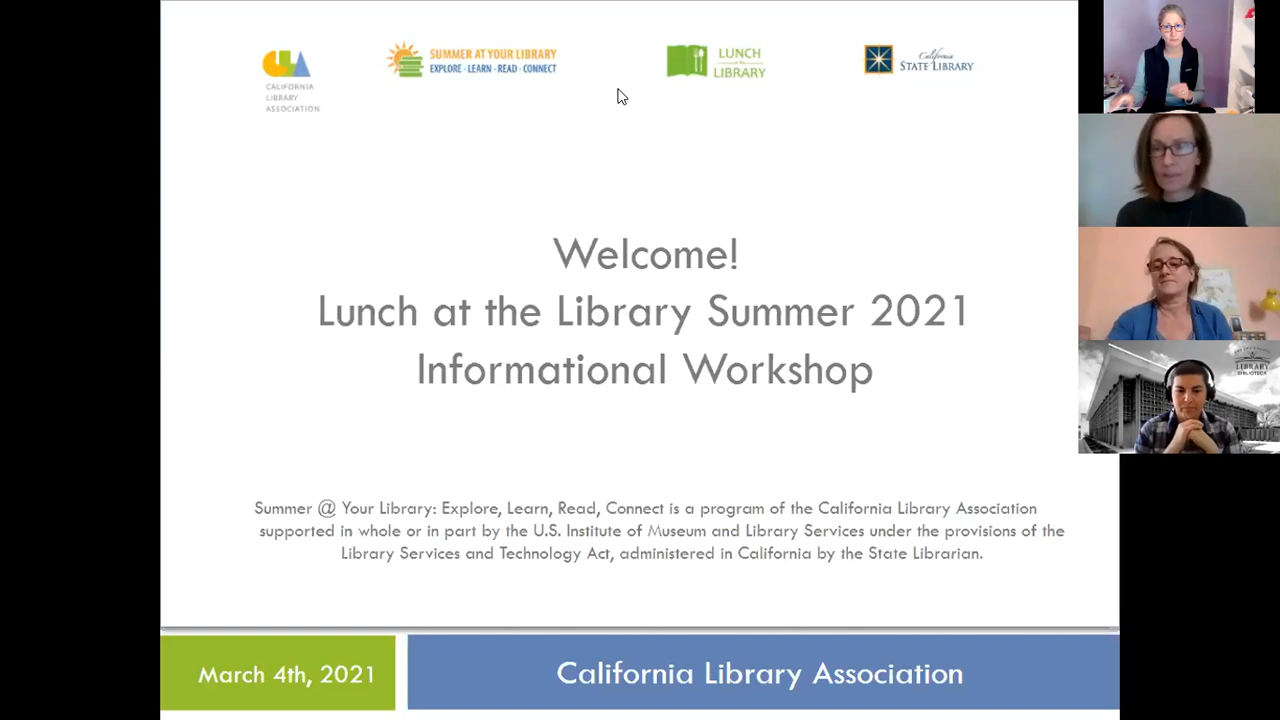 CALIFORNIA
LIBRARY
ASSOCIATION
SUMMER AT YOUR LIBRARY
EXPLORE · LEARN · READ · CONNECT
LUNCH
LIBRARY
California
STATE LIBRARY
Welcome!
Lunch at the Library Summer 2021
Informational Workshop
Summer @ Your Library: Explore, Learn, Read, Connect is a program of the California Library Association
supported in whole or in part by the U.S. Institute of Museum and Library Services under the provisions of the
Library Services and Technology Act, administered in California by the State Librarian.
March 4th, 2021
California Library Association
LIBRARY
BIBLIOTECA